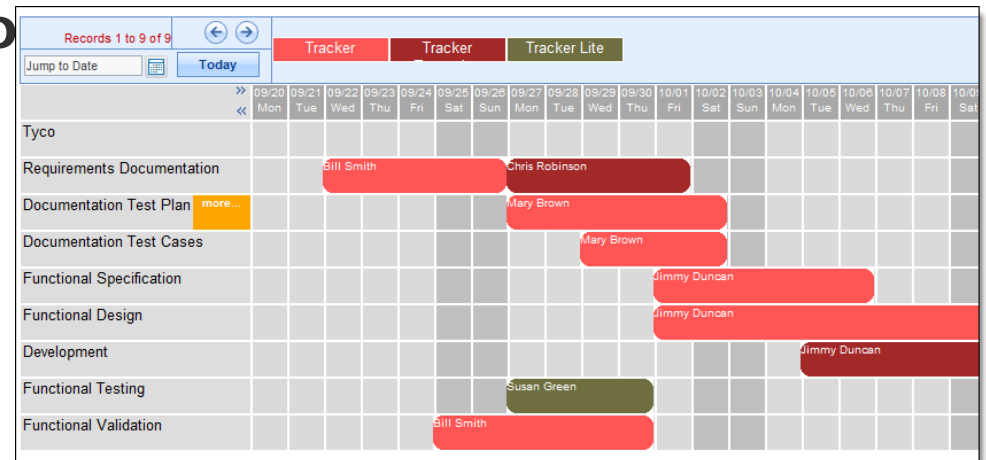 Records 1 to 9 of 9
Jump to Date
Today
Tracker
Tracker
Tracker Lite
»
«
09/20 09/21 09/22 09/23 09/24 09/25 09/26 09/27 09/28 09/29 09/30 10/01 10/02 10/03 10/04 10/05 10/06 10/07 10/08
Mon Tue Wed Thu Fri Sat Sun Mon Tue Wed Thu Fri Sat Sun Mon Tue Wed Thu Fri Sat
Tyco
Requirements Documentation
Bill Smith
Chris Robinson
Documentation Test Plan
more...
Mary Brown
Documentation Test Cases
Mary Brown
Functional Specification
Jimmy Duncan
Functional Design
Jimmy Duncan
Development
Jimmy Duncan
Functional Testing
Susan Green
Functional Validation
Bill Smith